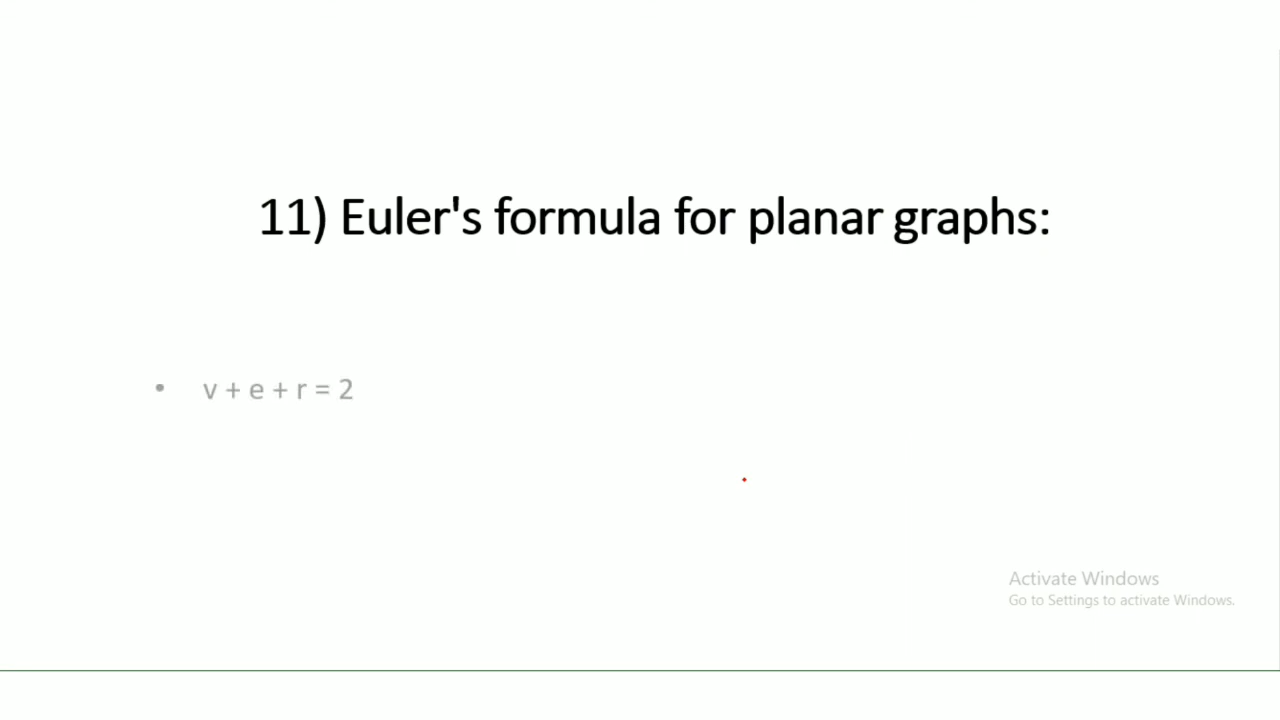 11) Euler's formula for planar graphs:
• v + e + r = 2
Activate Windows
Go to Settings to activate Windows.